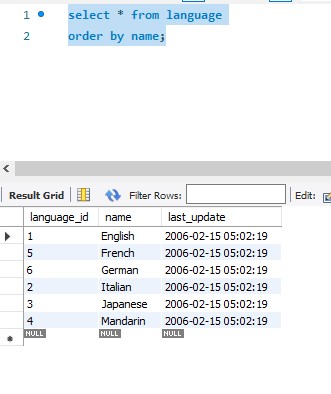 1 select * from language
2 order by name;
Result Grid Filter Rows: Edit:
language_id name last_update
1 English 2006-02-15 05:02:19
5 French 2006-02-15 05:02:19
6 German 2006-02-15 05:02:19
2 Italian 2006-02-15 05:02:19
3 Japanese 2006-02-15 05:02:19
4 Mandarin 2006-02-15 05:02:19
NULL NULL NULL